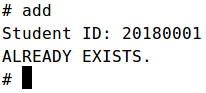 # add
Student ID: 20180001
ALREADY EXISTS.
#